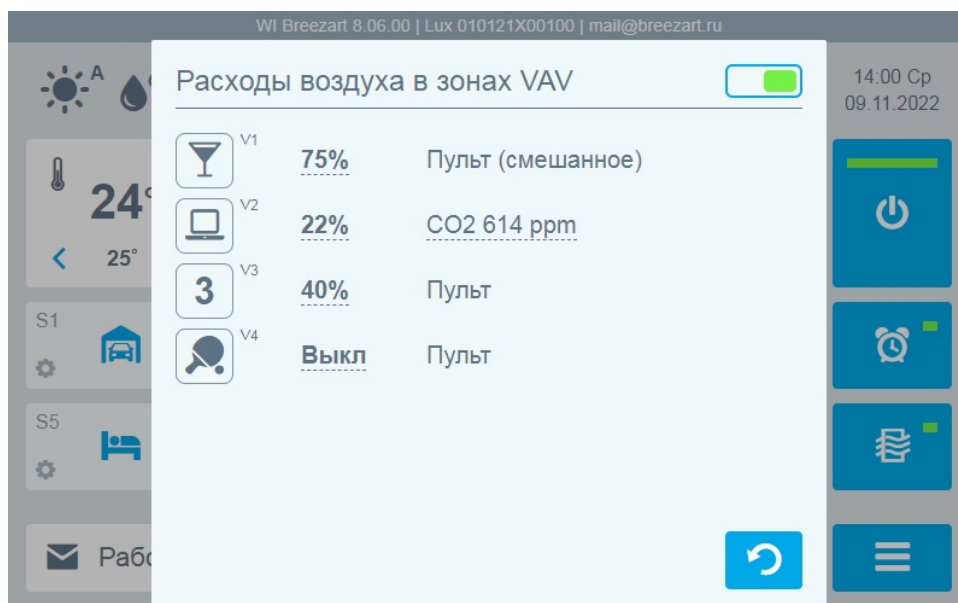 WI Breezart 8.06.00 | Lux 010121X00100 | mail@breezart.ru
A
Расходы воздуха в зонах VAV
14:00 Ср
09.11.2022
V1 75% Пульт (смешанное)
24°
V2 22% CO2 614 ppm
25°
3 V3 40% Пульт
S1
V4 Выкл Пульт
S5